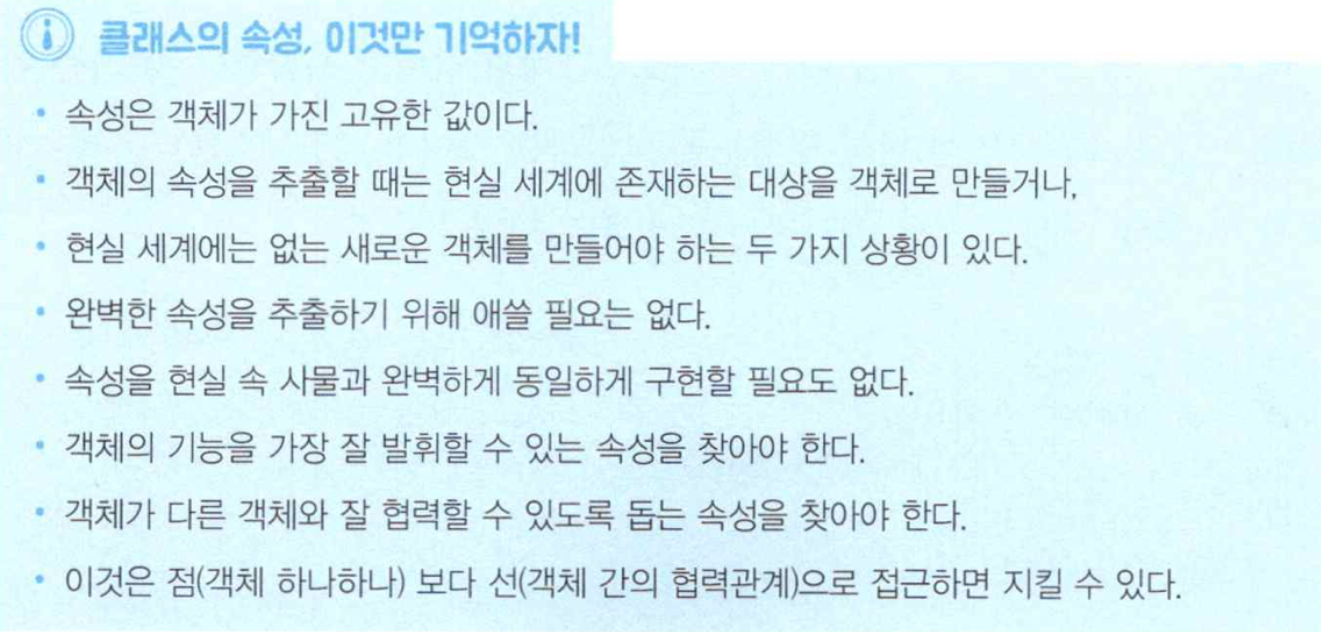 클래스의 속성, 이것만 기억하자!
• 속성은 객체가 가진 고유한 값이다.
• 객체의 속성을 추출할 때는 현실 세계에 존재하는 대상을 객체로 만들거나,
• 현실 세계에는 없는 새로운 객체를 만들어야 하는 두 가지 상황이 있다.
• 완벽한 속성을 추출하기 위해 애쓸 필요는 없다.
• 속성을 현실 속 사물과 완벽하게 동일하게 구현할 필요도 없다.
• 객체의 기능을 가장 잘 발휘할 수 있는 속성을 찾아야 한다.
• 객체가 다른 객체와 잘 협력할 수 있도록 돕는 속성을 찾아야 한다.
• 이것은 점(객체 하나하나) 보다 선(객체 간의 협력관계)으로 접근하면 지킬 수 있다.